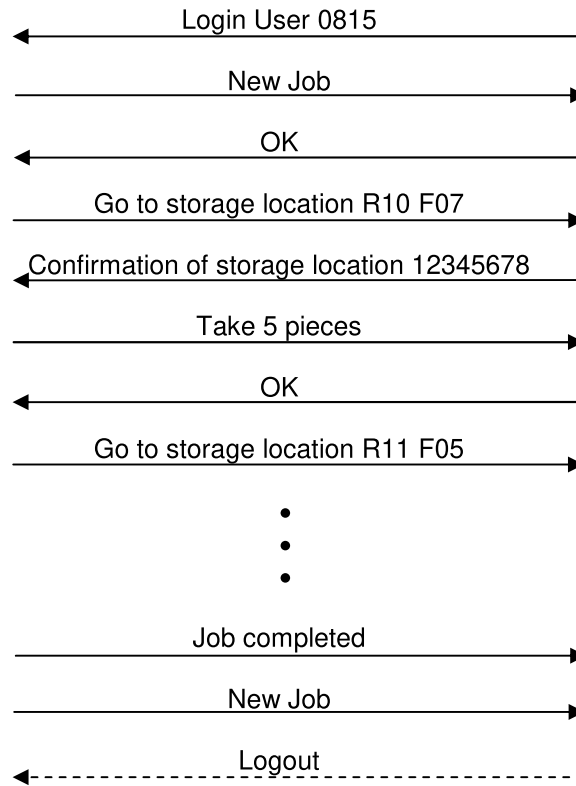 Login User 0815
New Job
OK
Go to storage location R10 F07
Confirmation of storage location 12345678
Take 5 pieces
OK
Go to storage location R11 F05
Job completed
New Job
Logout